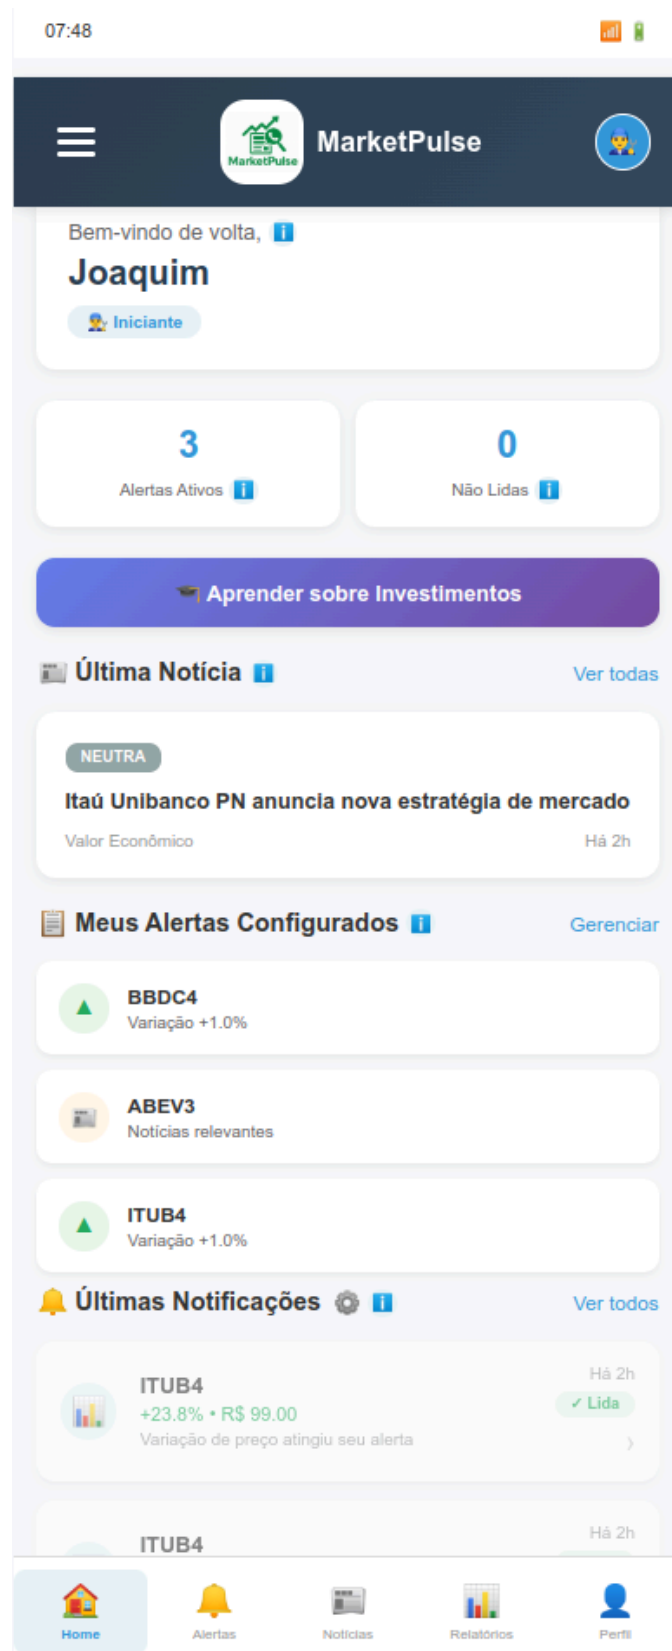 07:48
MarketPulse
MarketPulse
Bem-vindo de volta,
Joaquim
Iniciante
3
Alertas Ativos
0
Não Lidas
Aprender sobre Investimentos
Última Notícia
Ver todas
NEUTRA
Itaú Unibanco PN anuncia nova estratégia de mercado
Valor Econômico
Há 2h
Meus Alertas Configurados
Gerenciar
BBDC4
Variação +1.0%
ABEV3
Notícias relevantes
ITUB4
Variação +1.0%
Últimas Notificações
Ver todos
ITUB4
Há 2h
+23.8% • R$ 99.00
✓ Lida
Variação de preço atingiu seu alerta
ITUB4
Há 2h
Home
Alertas
Notícias
Relatórios
Perfil